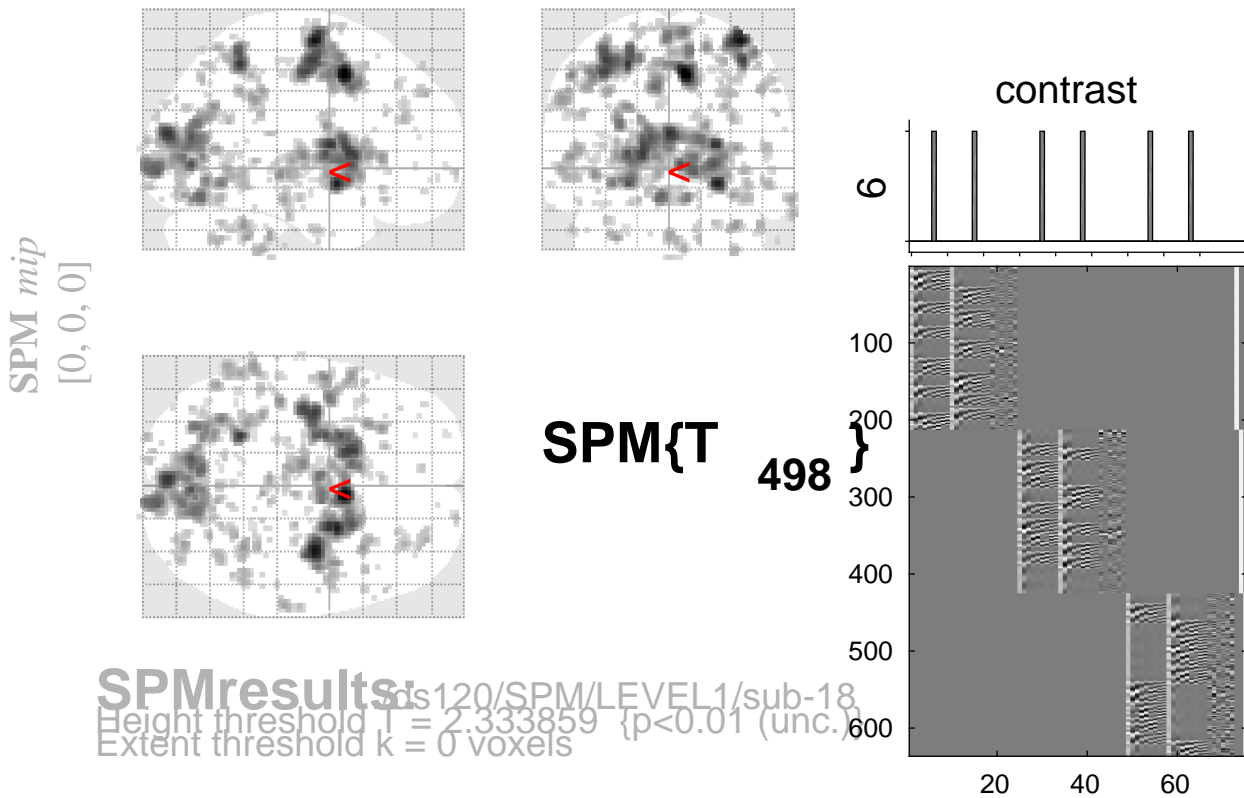 contrast
6
SPM mip
[0, 0, 0]
<
<
<
SPM{T 498 }
100
200
300
400
500
600
20
40
60
SPMresults: /ds120/SPM/LEVEL1/sub-18
Height threshold T = 2.333859 {p<0.01 (unc.)}
Extent threshold k = 0 voxels